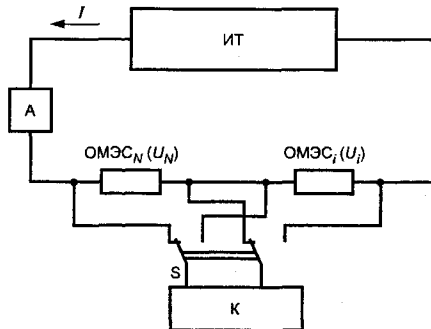 I
ИТ
А
ОМЭС_N (U_N)
ОМЭС_i (U_i)
S
К